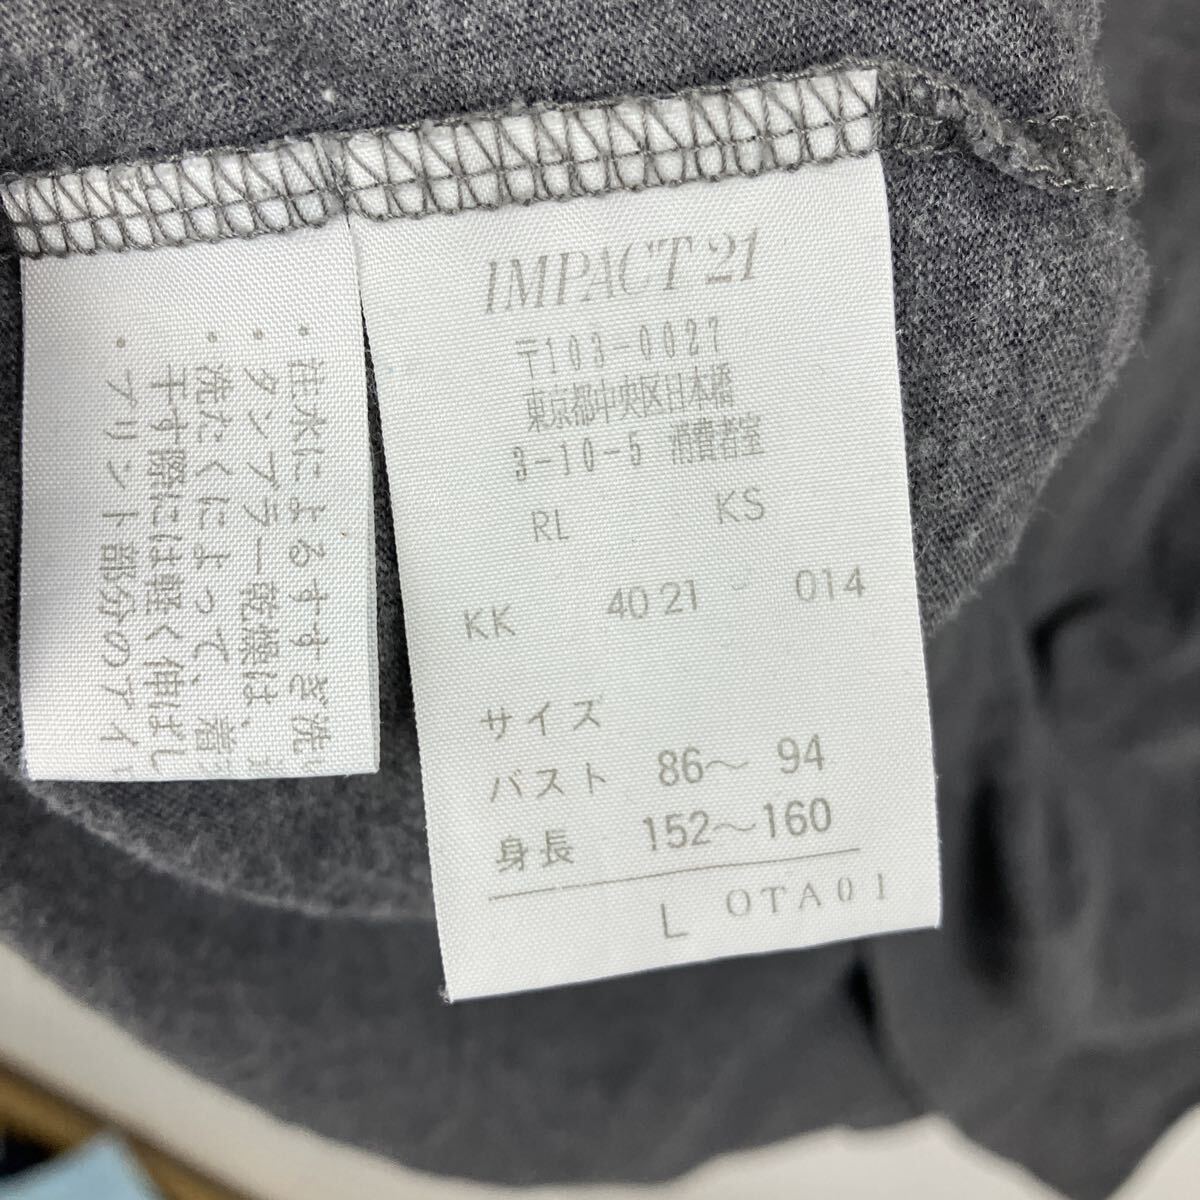 IMPACT 21
〒103-0027
東京都中央区日本橋
3-10-5 消費者室
RL KS
KK 4021 014
サイズ
バスト 86～ 94
身長 152～160
L OTA01
・注水によるすすぎ洗い
・タンブラー乾燥は、
・洗たくによって、着
干す際には軽く伸ばし
・プリント部分のアイ